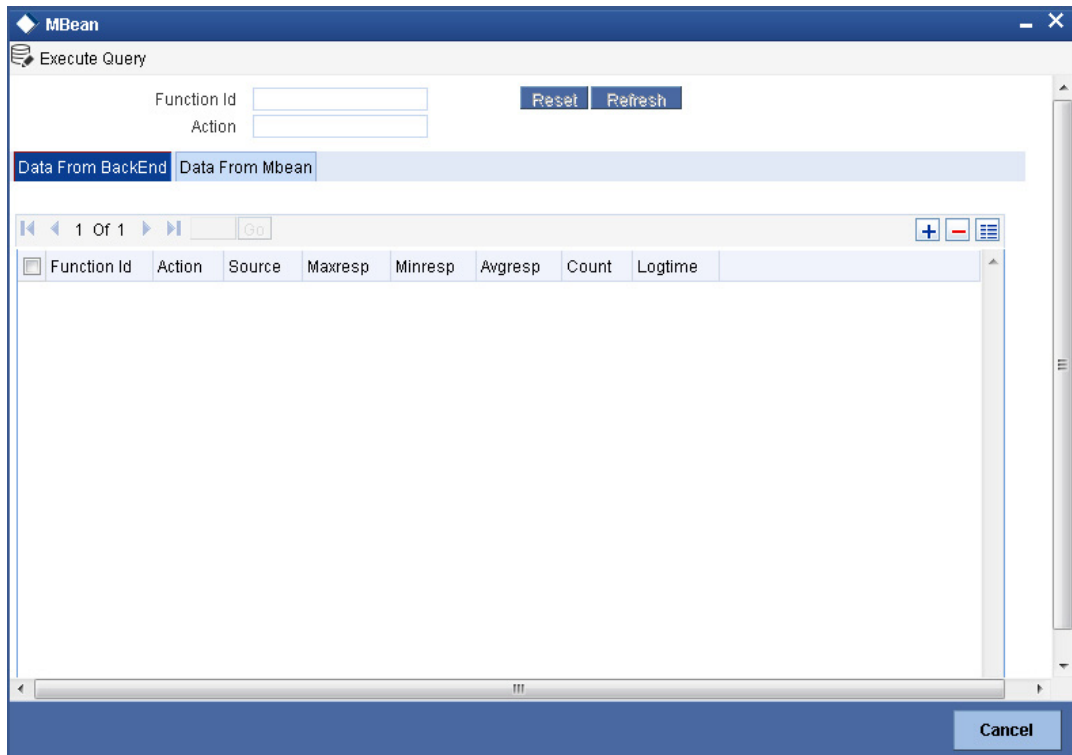 MBean
Execute Query
Function Id
Reset Refresh
Action
Data From BackEnd Data From Mbean
1 Of 1 Go
Function Id Action Source Maxresp Minresp Avgresp Count Logtime
Cancel